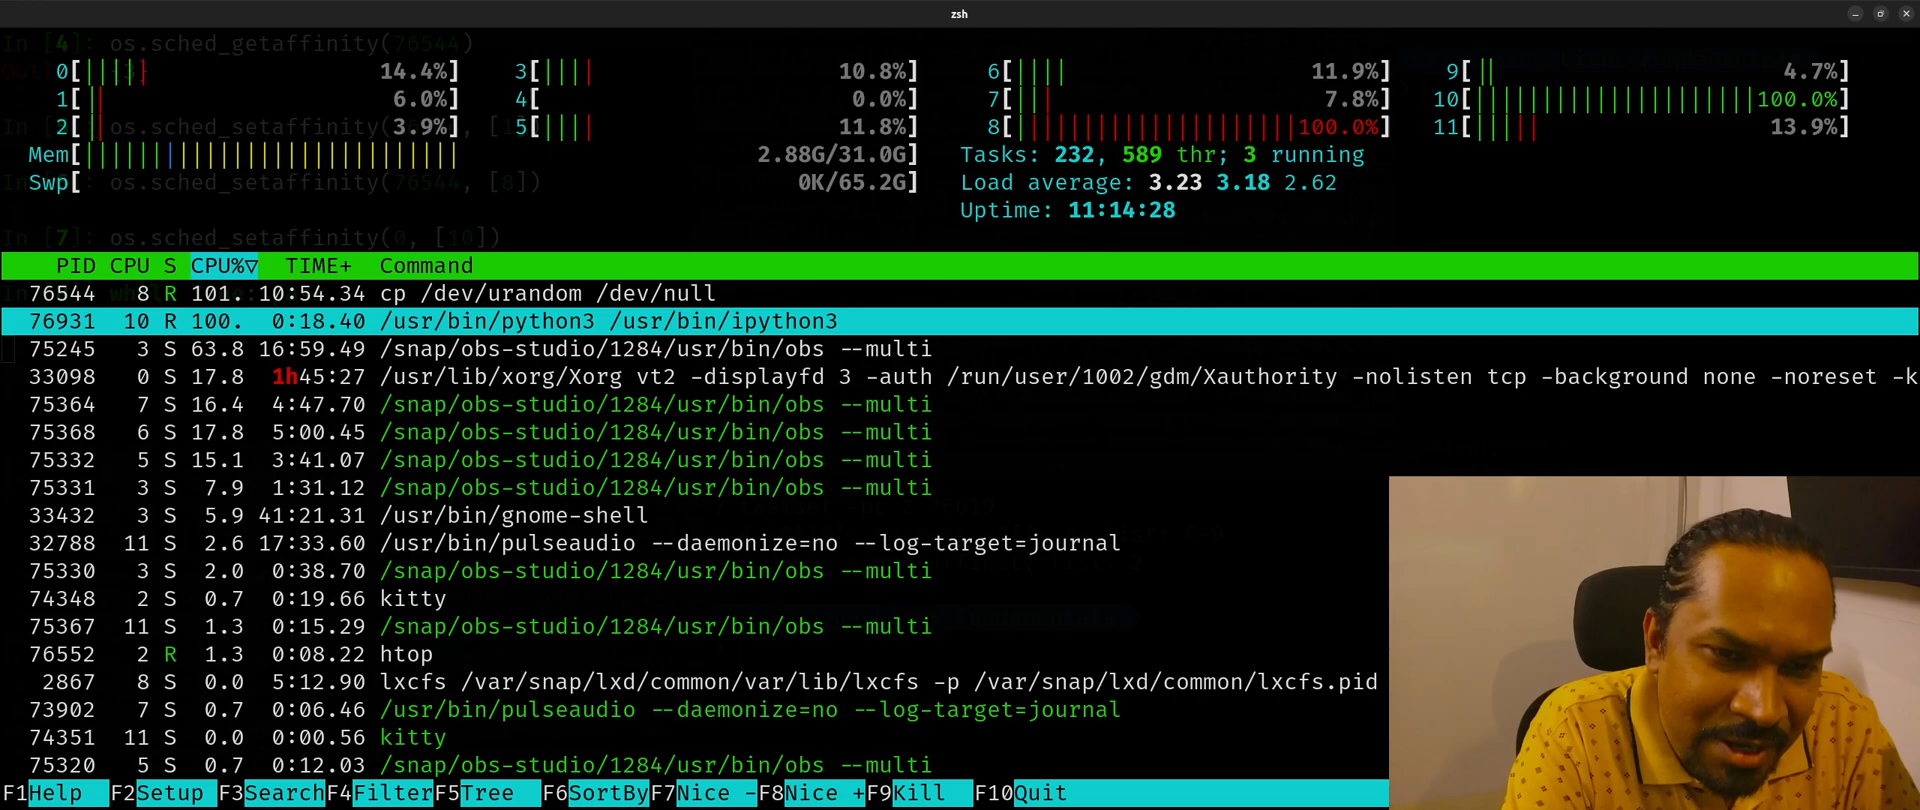 zsh
In [4]: os.sched_getaffinity(76544)
0[ 14.4%] 3[ 10.8%] 6[ 11.9%] 9[ 4.7%]
1[ 6.0%] 4[ 0.0%] 7[ 7.8%] 10[ 100.0%]
2[ 3.9%] 5[ 11.8%] 8[ 100.0%] 11[ 13.9%]
Mem[ 2.88G/31.0G] Tasks: 232, 589 thr; 3 running
Swp[ 0K/65.2G] Load average: 3.23 3.18 2.62
Uptime: 11:14:28
In [7]: os.sched_setaffinity(0, [10])
PID CPU S CPU%▽ TIME+ Command
76544 8 R 101. 10:54.34 cp /dev/urandom /dev/null
76931 10 R 100. 0:18.40 /usr/bin/python3 /usr/bin/ipython3
75245 3 S 63.8 16:59.49 /snap/obs-studio/1284/usr/bin/obs --multi
33098 0 S 17.8 1h45:27 /usr/lib/xorg/Xorg vt2 -displayfd 3 -auth /run/user/1002/gdm/Xauthority -nolisten tcp -background none -noreset -k
75364 7 S 16.4 4:47.70 /snap/obs-studio/1284/usr/bin/obs --multi
75368 6 S 17.8 5:00.45 /snap/obs-studio/1284/usr/bin/obs --multi
75332 5 S 15.1 3:41.07 /snap/obs-studio/1284/usr/bin/obs --multi
75331 3 S 7.9 1:31.12 /snap/obs-studio/1284/usr/bin/obs --multi
33432 3 S 5.9 41:21.31 /usr/bin/gnome-shell
32788 11 S 2.6 17:33.60 /usr/bin/pulseaudio --daemonize=no --log-target=journal
75330 3 S 2.0 0:38.70 /snap/obs-studio/1284/usr/bin/obs --multi
74348 2 S 0.7 0:19.66 kitty
75367 11 S 1.3 0:15.29 /snap/obs-studio/1284/usr/bin/obs --multi
76552 2 R 1.3 0:08.22 htop
2867 8 S 0.0 5:12.90 lxcfs /var/snap/lxd/common/var/lib/lxcfs -p /var/snap/lxd/common/lxcfs.pid
73902 7 S 0.7 0:06.46 /usr/bin/pulseaudio --daemonize=no --log-target=journal
74351 11 S 0.0 0:00.56 kitty
75320 5 S 0.7 0:12.03 /snap/obs-studio/1284/usr/bin/obs --multi
F1Help F2Setup F3SearchF4FilterF5Tree F6SortByF7Nice -F8Nice +F9Kill F10Quit